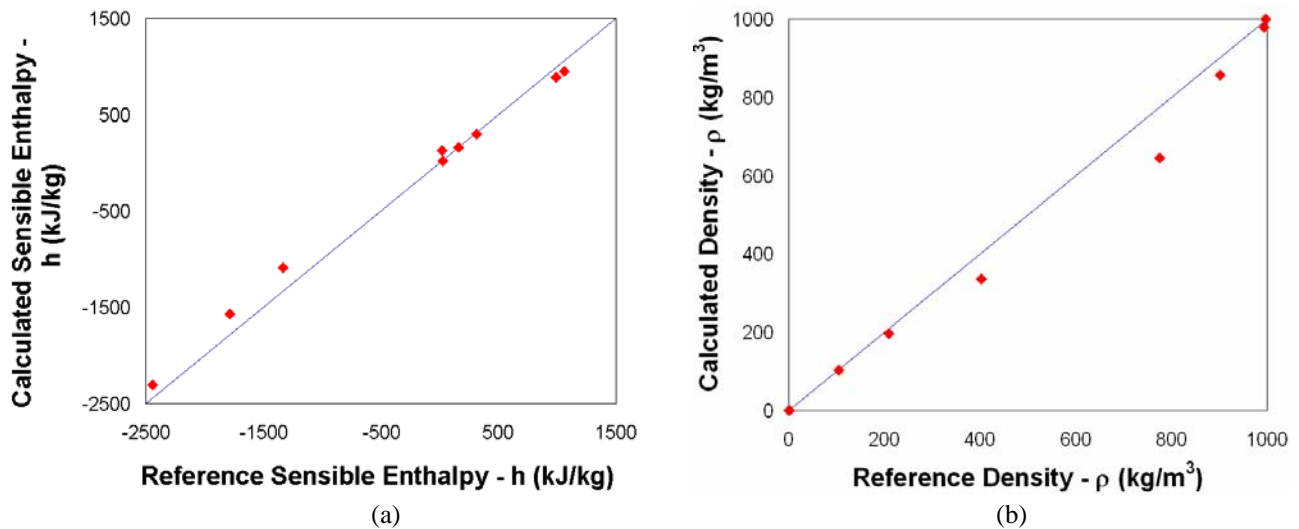 Calculated Sensible Enthalpy -
h (kJ/kg)
1500
500
-500
-1500
-2500
-2500 -1500 -500 500 1500
Reference Sensible Enthalpy - h (kJ/kg)
(a)
Calculated Density - ρ (kg/m³)
1000
800
600
400
200
0
0 200 400 600 800 1000
Reference Density - ρ (kg/m³)
(b)